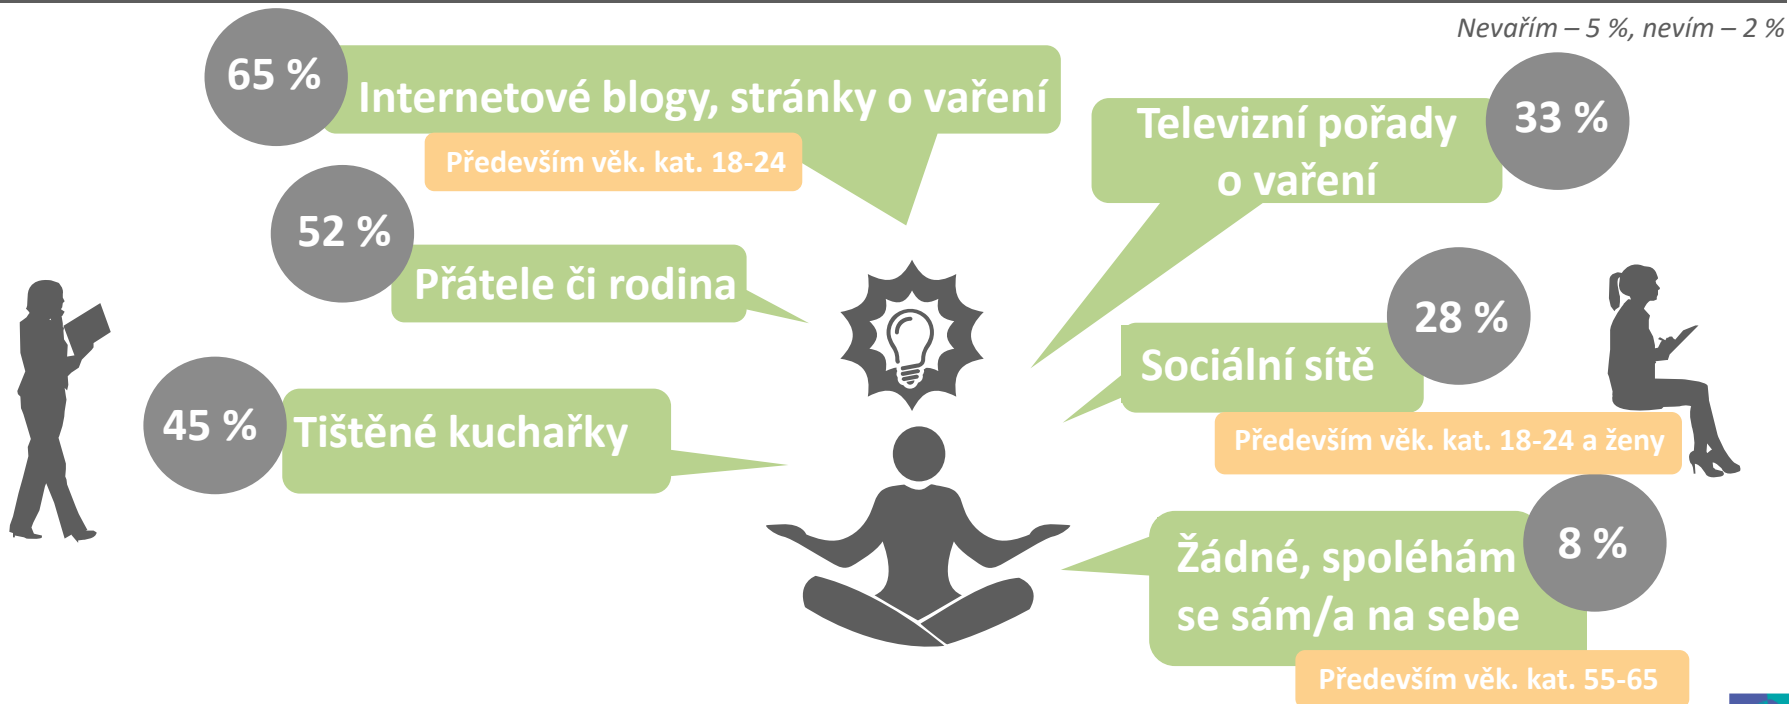 Nevařím – 5 %, nevím – 2 %
65 %
Internetové blogy, stránky o vaření
Především věk. kat. 18-24
52 %
Přátele či rodina
45 %
Tištěné kuchařky
Televizní pořady
o vaření
33 %
28 %
Sociální sítě
Především věk. kat. 18-24 a ženy
8 %
Žádné, spoléhám
se sám/a na sebe
Především věk. kat. 55-65